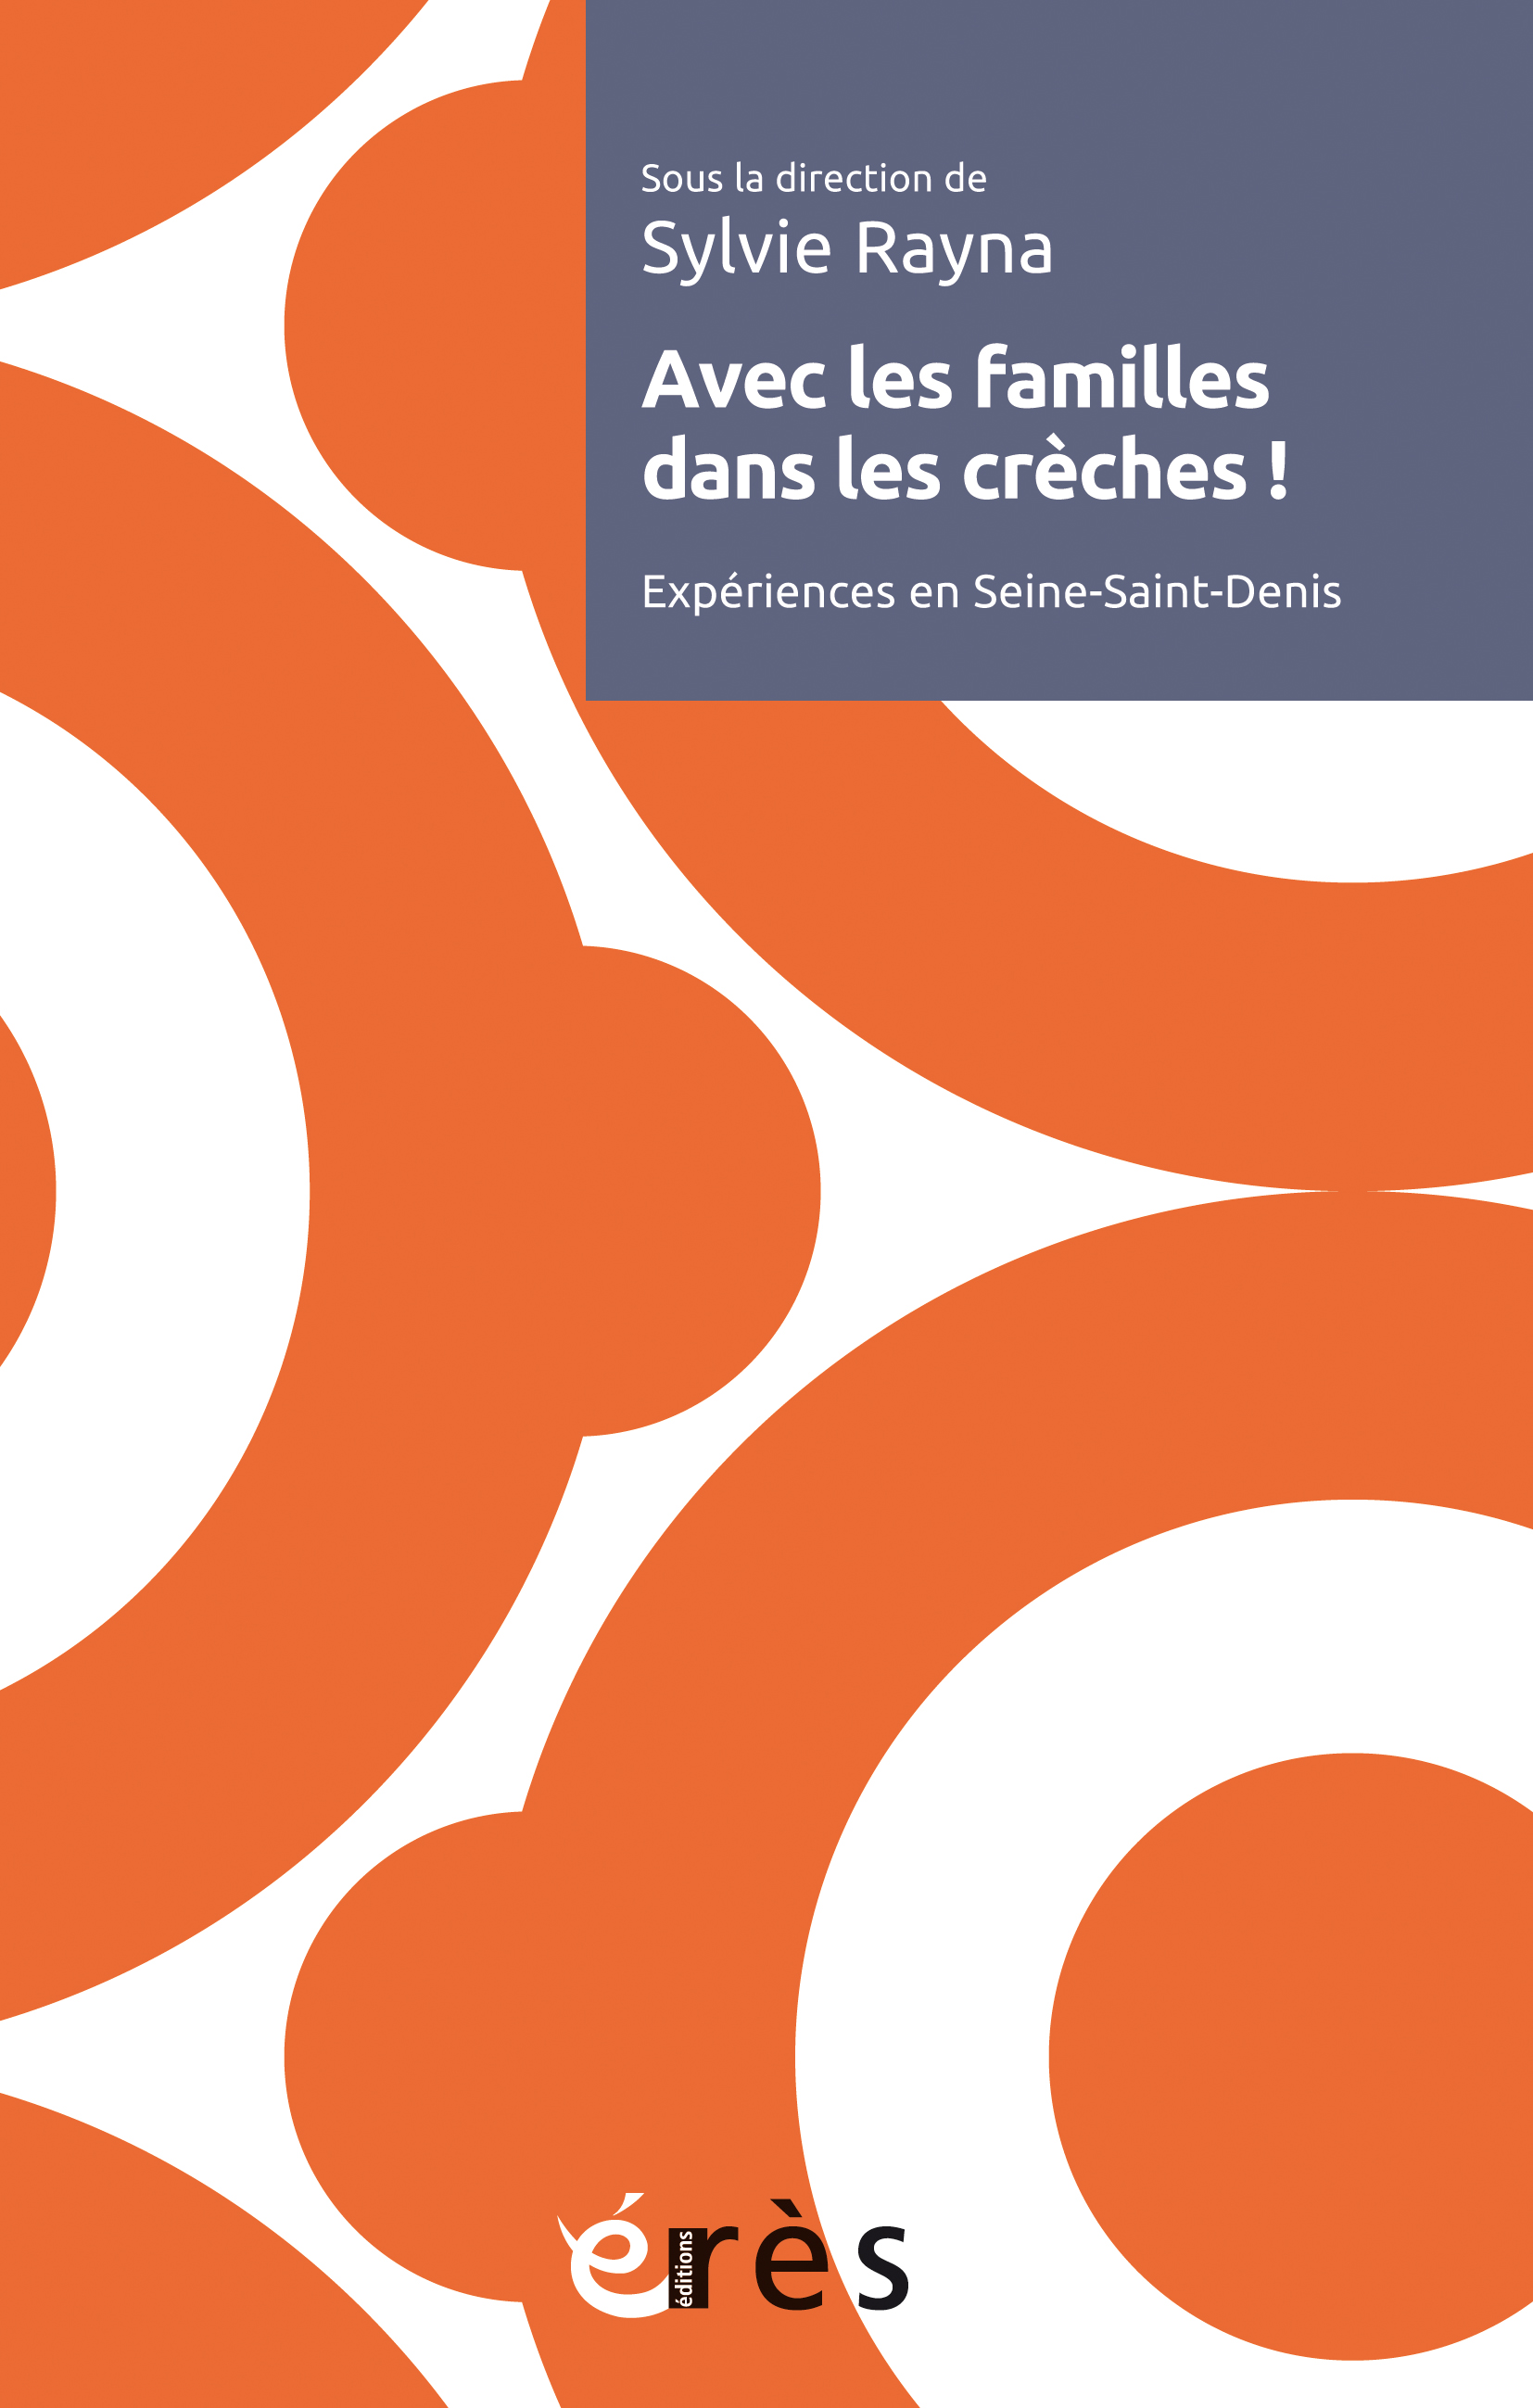 Sous la direction de
Sylvie Rayna
Avec les familles
dans les crèches !
Expériences en Seine-Saint-Denis
érès
éditions